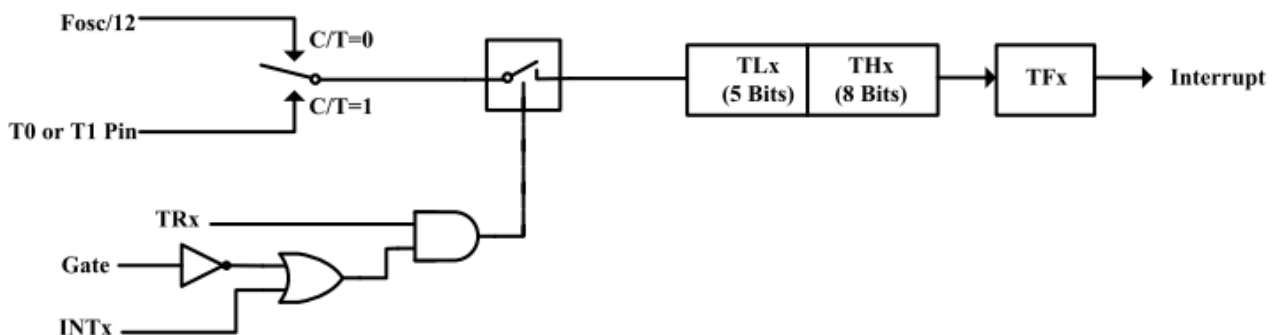 Fosc/12
C/T=0
C/T=1
T0 or T1 Pin
TLx
(5 Bits)
THx
(8 Bits)
TFx
Interrupt
TRx
Gate
INTx